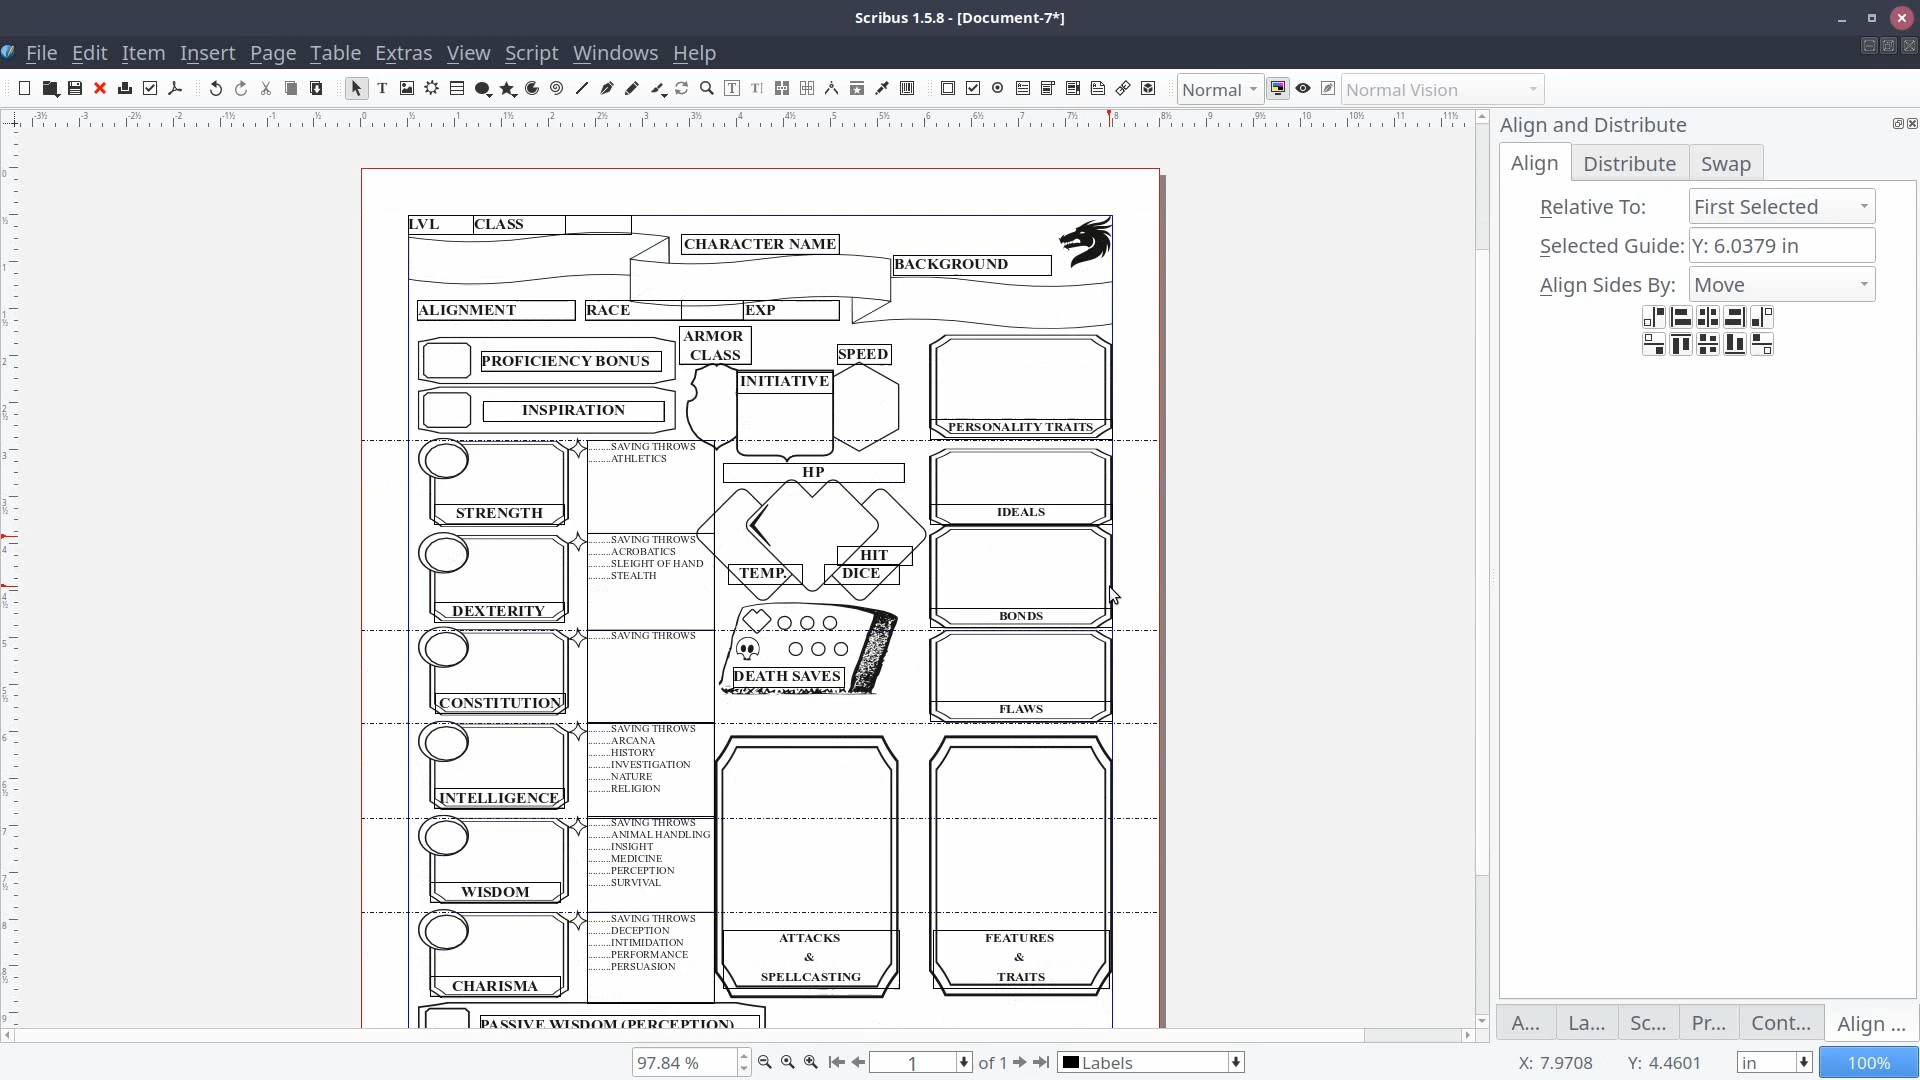 Scribus 1.5.8 - [Document-7*]
File Edit Item Insert Page Table Extras View Script Windows Help
Normal
Normal Vision
Align and Distribute
Align Distribute Swap
Relative To: First Selected
Selected Guide: Y: 6.0379 in
Align Sides By: Move
LVL CLASS
CHARACTER NAME
BACKGROUND
ALIGNMENT RACE EXP
ARMOR
CLASS
SPEED
PROFICIENCY BONUS
INITIATIVE
INSPIRATION
PERSONALITY TRAITS
.........SAVING THROWS
.........ATHLETICS
HP
STRENGTH
IDEALS
.........SAVING THROWS
.........ACROBATICS
.........SLEIGHT OF HAND
.........STEALTH
HIT
DICE
TEMP.
DEXTERITY
BONDS
.........SAVING THROWS
DEATH SAVES
CONSTITUTION
FLAWS
.........SAVING THROWS
.........ARCANA
.........HISTORY
.........INVESTIGATION
.........NATURE
.........RELIGION
INTELLIGENCE
.........SAVING THROWS
.........ANIMAL HANDLING
.........INSIGHT
.........MEDICINE
.........PERCEPTION
.........SURVIVAL
WISDOM
.........SAVING THROWS
.........DECEPTION
.........INTIMIDATION
.........PERFORMANCE
.........PERSUASION
CHARISMA
ATTACKS
&
SPELLCASTING
FEATURES
&
TRAITS
PASSIVE WISDOM (PERCEPTION)
A... La... Sc... Pr... Cont... Align ...
97.84 %
1 of 1
Labels
X: 7.9708 Y: 4.4601
in
100%